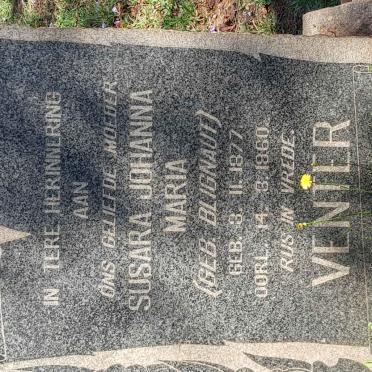 IN TERE HERINNERING
AAN
ONS GELIEFDE MOEDER
SUSARA JOHANNA
MARIA
(GEB. BLIGNAUT)
GEB. 8. 11. 1877.
OORL. 14. 8. 1960.
RUS IN VREDE.
VENTER